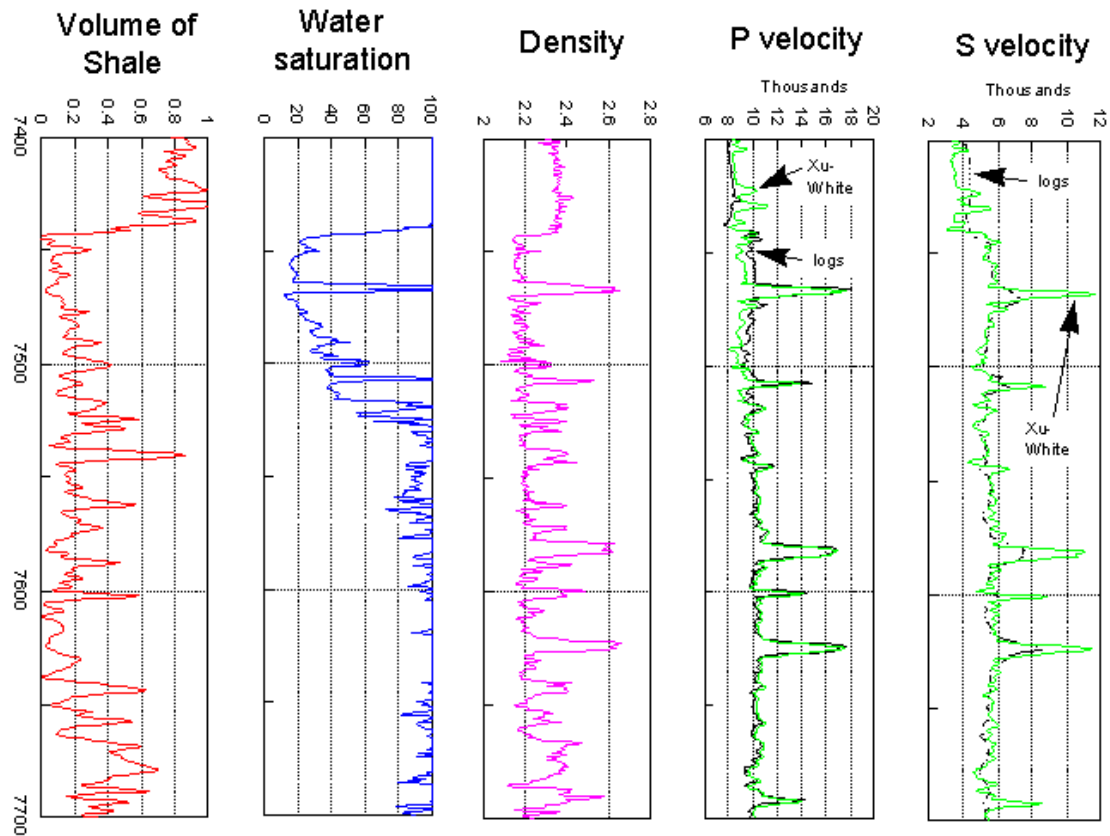 Volume of
Shale
Water
saturation
Density
P velocity
S velocity
Thousands
Thousands
0 0.2 0.4 0.6 0.8 1
0 20 40 60 80 100
2 2.2 2.4 2.6 2.8
6 8 10 12 14 16 18 20
2 4 6 8 10 12
7400
7500
7600
7700
Xu-
White
logs
logs
Xu-
White